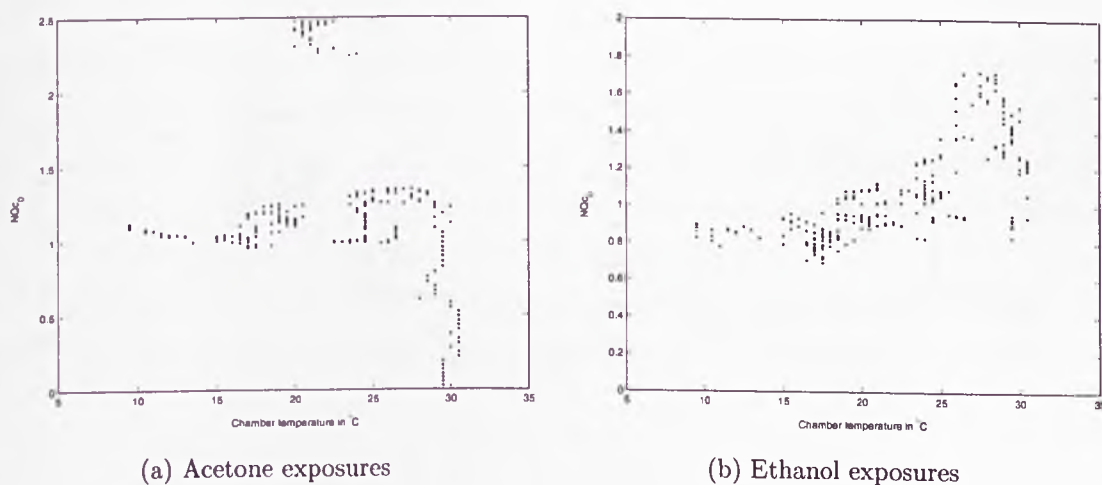 2.5
2
1.5
1
0.5
0
NOc₀
5 10 15 20 25 30 35
Chamber temperature in °C
(a) Acetone exposures
2
1.8
1.6
1.4
1.2
1
0.8
0.6
0.4
0.2
0
NOc₀
5 10 15 20 25 30 35
Chamber temperature in °C
(b) Ethanol exposures